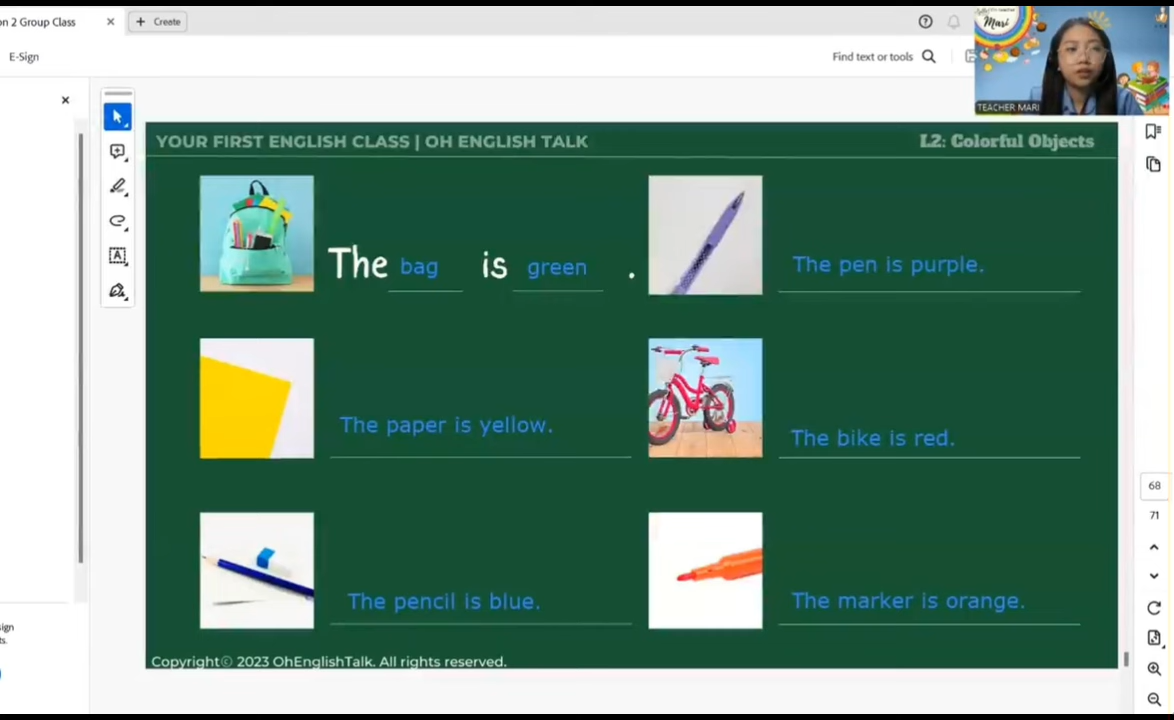 n 2 Group Class
Create
E-Sign
Find text or tools
Mari
TEACHER MARI
YOUR FIRST ENGLISH CLASS | OH ENGLISH TALK
L2: Colorful Objects
The bag is green .
The pen is purple.
The paper is yellow.
The bike is red.
The pencil is blue.
The marker is orange.
Copyright© 2023 OhEnglishTalk. All rights reserved.
68
71